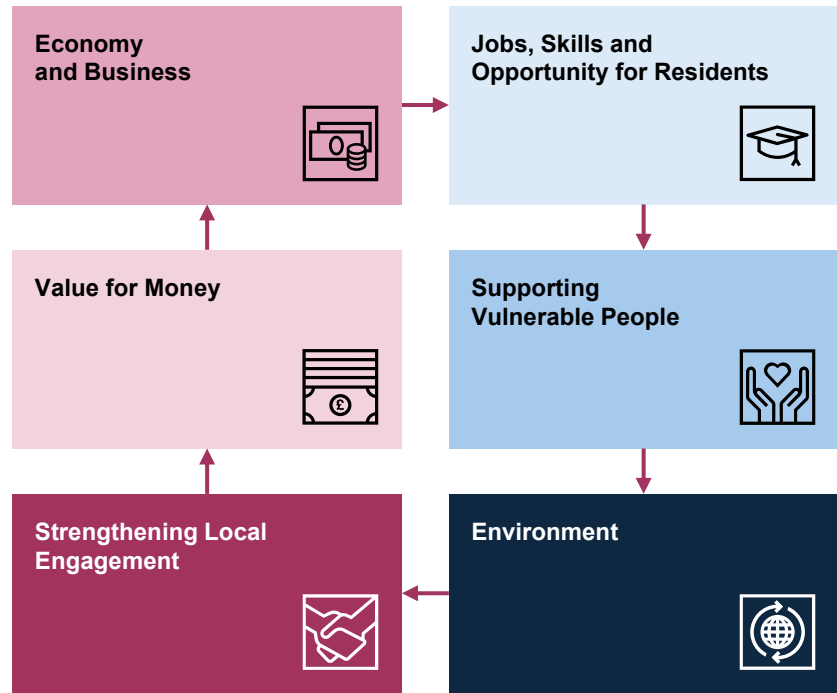 Economy
and Business
Jobs, Skills and
Opportunity for Residents
Value for Money
Supporting
Vulnerable People
£
Strengthening Local
Engagement
Environment